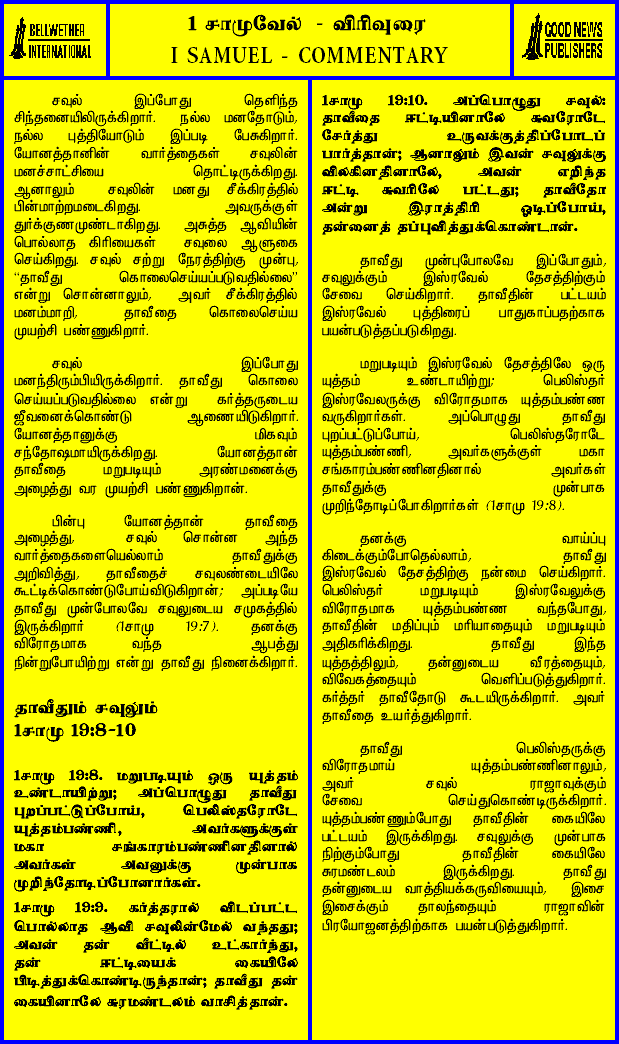 BELLWETHER
INTERNATIONAL
1 சாமுவேல் - விரிவுரை
I SAMUEL - COMMENTARY
GOOD NEWS
PUBLISHERS
சவுல் இப்போது தெளிந்த
சிந்தனையிலிருக்கிறார். நல்ல மனதோடும்,
நல்ல புத்தியோடும் இப்படி பேசுகிறார்.
யோனத்தானின் வார்த்தைகள் சவுலின்
மனச்சாட்சியை தொட்டிருக்கிறது.
ஆனாலும் சவுலின் மனது சீக்கிரத்தில்
பின்மாற்றமடைகிறது. அவருக்குள்
துர்க்குணமுண்டாகிறது. அசுத்த ஆவியின்
பொல்லாத கிரியைகள் சவுலை ஆளுகை
செய்கிறது. சவுல் சற்று நேரத்திற்கு முன்பு,
“தாவீது கொலைசெய்யப்படுவதில்லை”
என்று சொன்னாலும், அவர் சீக்கிரத்தில்
மனம்மாறி, தாவீதை கொலைசெய்ய
முயற்சி பண்ணுகிறார்.
சவுல் இப்போது
மனந்திரும்பியிருக்கிறார். தாவீது கொலை
செய்யப்படுவதில்லை என்று கர்த்தருடைய
ஜீவனைக்கொண்டு ஆணையிடுகிறார்.
யோனத்தானுக்கு மிகவும்
சந்தோஷமாயிருக்கிறது. யோனத்தான்
தாவீதை மறுபடியும் அரண்மனைக்கு
அழைத்து வர முயற்சி பண்ணுகிறான்.
பின்பு யோனத்தான் தாவீதை
அழைத்து, சவுல் சொன்ன அந்த
வார்த்தைகளையெல்லாம் தாவீதுக்கு
அறிவித்து, தாவீதைச் சவுலண்டையிலே
கூட்டிக்கொண்டுபோய்விடுகிறான்; அப்படியே
தாவீது முன்போலவே சவுலுடைய சமுகத்தில்
இருக்கிறார் (1சாமு 19:7). தனக்கு
விரோதமாக வந்த ஆபத்து
நின்றுபோயிற்று என்று தாவீது நினைக்கிறார்.
தாவீதும் சவுலும்
1சாமு 19:8-10
1சாமு 19:8. மறுபடியும் ஒரு யுத்தம்
உண்டாயிற்று; அப்பொழுது தாவீது
புறப்பட்டுப்போய், பெலிஸ்தரோடே
யுத்தம்பண்ணி, அவர்களுக்குள்
மகா சங்காரம்பண்ணினதினால்
அவர்கள் அவனுக்கு முன்பாக
முறிந்தோடிப்போனார்கள்.
1சாமு 19:9. கர்த்தரால் விடப்பட்ட
பொல்லாத ஆவி சவுலின்மேல் வந்தது;
அவன் தன் வீட்டில் உட்கார்ந்து,
தன் ஈட்டியைக் கையிலே
பிடித்துக்கொண்டிருந்தான்; தாவீது தன்
கையினாலே சுரமண்டலம் வாசித்தான்.
1சாமு 19:10. அப்பொழுது சவுல்:
தாவீதை ஈட்டியினாலே சுவரோடே
சேர்த்து உருவக்குத்திப்போடப்
பார்த்தான்; ஆனாலும் இவன் சவுலுக்கு
விலகினதினாலே, அவன் எறிந்த
ஈட்டி சுவரிலே பட்டது; தாவீதோ
அன்று இராத்திரி ஓடிப்போய்,
தன்னைத் தப்புவித்துக்கொண்டான்.
தாவீது முன்புபோலவே இப்போதும்,
சவுலுக்கும் இஸ்ரவேல் தேசத்திற்கும்
சேவை செய்கிறார். தாவீதின் பட்டயம்
இஸ்ரவேல் புத்திரைப் பாதுகாப்பதற்காக
பயன்படுத்தப்படுகிறது.
மறுபடியும் இஸ்ரவேல் தேசத்திலே ஒரு
யுத்தம் உண்டாயிற்று; பெலிஸ்தர்
இஸ்ரவேலருக்கு விரோதமாக யுத்தம்பண்ண
வருகிறார்கள். அப்பொழுது தாவீது
புறப்பட்டுப்போய், பெலிஸ்தரோடே
யுத்தம்பண்ணி, அவர்களுக்குள் மகா
சங்காரம்பண்ணினதினால் அவர்கள்
தாவீதுக்கு முன்பாக
முறிந்தோடிப்போகிறார்கள் (1சாமு 19:8).
தனக்கு வாய்ப்பு
கிடைக்கும்போதெல்லாம், தாவீது
இஸ்ரவேல் தேசத்திற்கு நன்மை செய்கிறார்.
பெலிஸ்தர் மறுபடியும் இஸ்ரவேலுக்கு
விரோதமாக யுத்தம்பண்ண வந்தபோது,
தாவீதின் மதிப்பும் மரியாதையும் மறுபடியும்
அதிகரிக்கிறது. தாவீது இந்த
யுத்தத்திலும், தன்னுடைய வீரத்தையும்,
விவேகத்தையும் வெளிப்படுத்துகிறார்.
கர்த்தர் தாவீதோடு கூடயிருக்கிறார். அவர்
தாவீதை உயர்த்துகிறார்.
தாவீது பெலிஸ்தருக்கு
விரோதமாய் யுத்தம்பண்ணினாலும்,
அவர் சவுல் ராஜாவுக்கும்
சேவை செய்துகொண்டிருக்கிறார்.
யுத்தம்பண்ணும்போது தாவீதின் கையிலே
பட்டயம் இருக்கிறது. சவுலுக்கு முன்பாக
நிற்கும்போது தாவீதின் கையிலே
சுரமண்டலம் இருக்கிறது. தாவீது
தன்னுடைய வாத்தியக்கருவியையும், இசை
இசைக்கும் தாலந்தையும் ராஜாவின்
பிரயோஜனத்திற்காக பயன்படுத்துகிறார்.